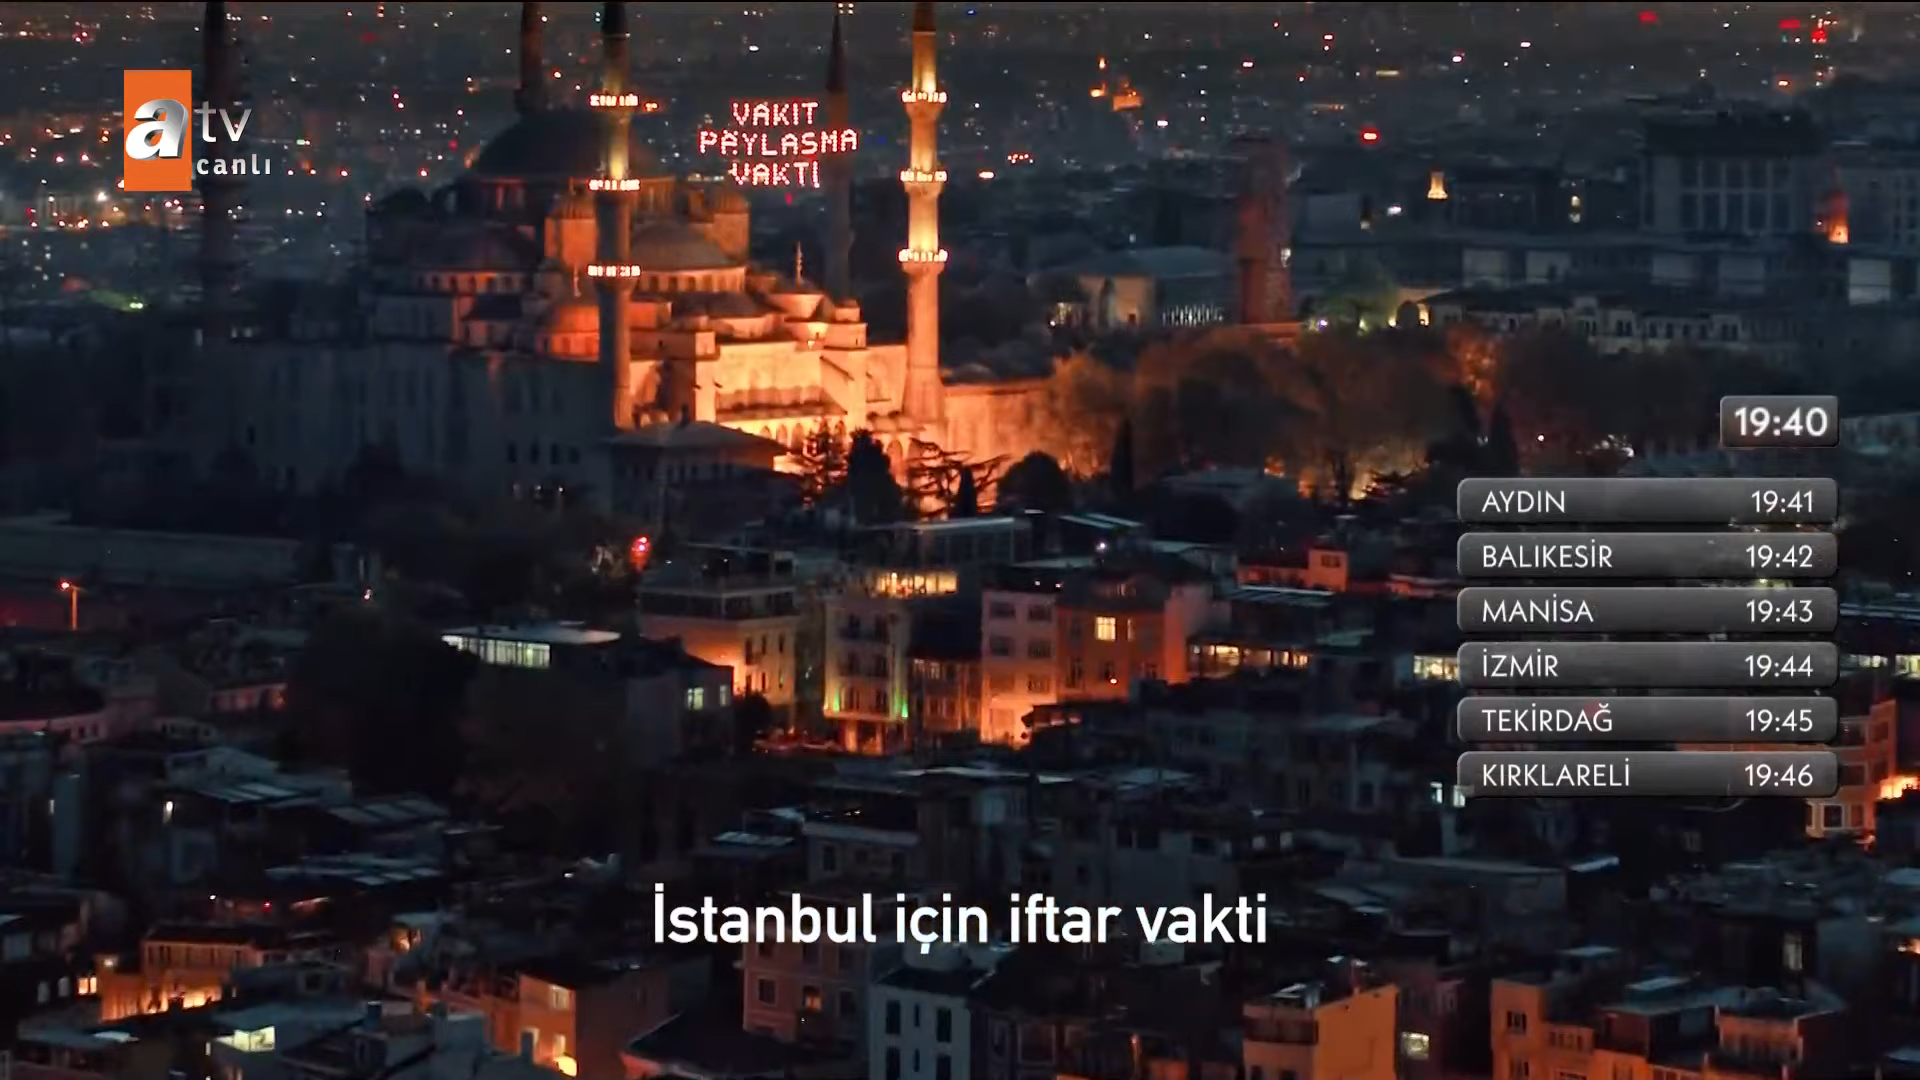 atv
canlı
VAKIT
PAYLASMA
VAKTI
19:40
AYDIN 19:41
BALIKESİR 19:42
MANİSA 19:43
İZMİR 19:44
TEKİRDAĞ 19:45
KIRKLARELİ 19:46
İstanbul için iftar vakti